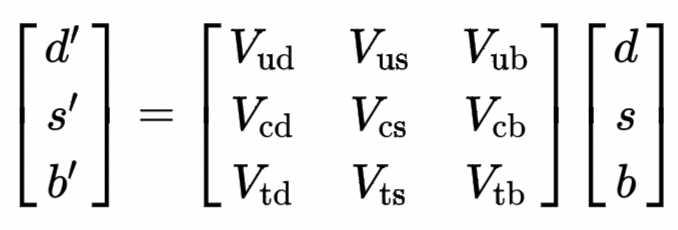 [d′] = [V_ud V_us V_ub] [d]
[s′] = [V_cd V_cs V_cb] [s]
[b′] = [V_td V_ts V_tb] [b]